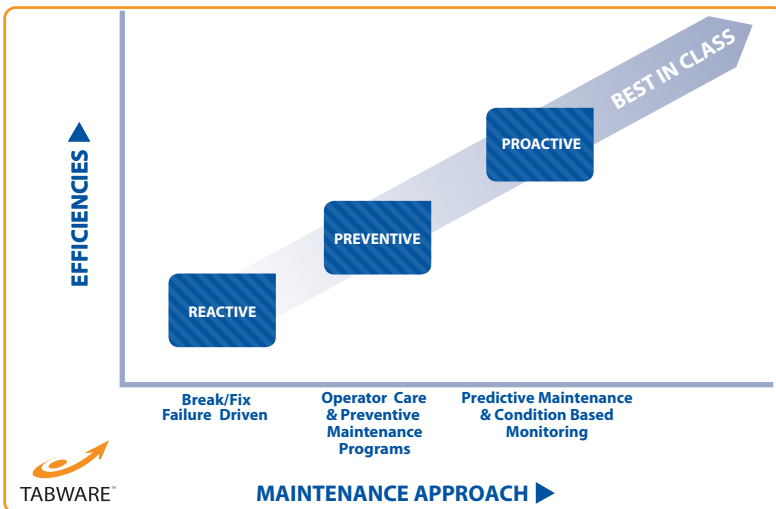 BEST IN CLASS
PROACTIVE
PREVENTIVE
REACTIVE
EFFICIENCIES
Break/Fix
Failure Driven
Operator Care
& Preventive
Maintenance
Programs
Predictive Maintenance
& Condition Based
Monitoring
TABWARE™
MAINTENANCE APPROACH